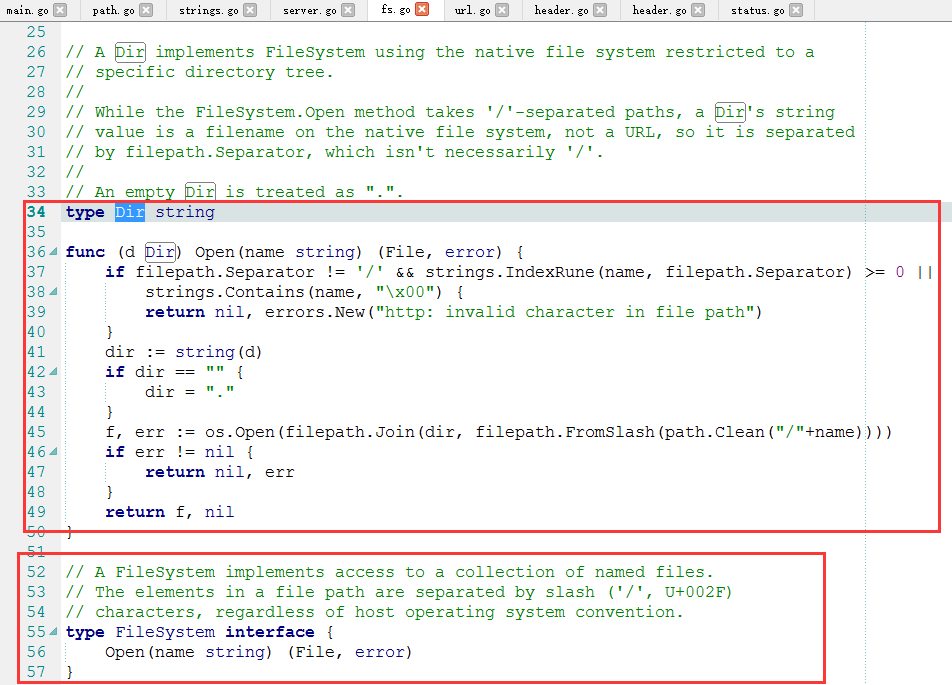 main.go path.go strings.go server.go fs.go url.go header.go header.go status.go
25
26 // A Dir implements FileSystem using the native file system restricted to a
27 // specific directory tree.
28 //
29 // While the FileSystem.Open method takes '/'-separated paths, a Dir's string
30 // value is a filename on the native file system, not a URL, so it is separated
31 // by filepath.Separator, which isn't necessarily '/'.
32 //
33 // An empty Dir is treated as ".".
34 type Dir string
35
36 func (d Dir) Open(name string) (File, error) {
37     if filepath.Separator != '/' && strings.IndexRune(name, filepath.Separator) >= 0 ||
38         strings.Contains(name, "\x00") {
39         return nil, errors.New("http: invalid character in file path")
40     }
41     dir := string(d)
42     if dir == "" {
43         dir = "."
44     }
45     f, err := os.Open(filepath.Join(dir, filepath.FromSlash(path.Clean("/"+name))))
46     if err != nil {
47         return nil, err
48     }
49     return f, nil
50 }
51
52 // A FileSystem implements access to a collection of named files.
53 // The elements in a file path are separated by slash ('/', U+002F)
54 // characters, regardless of host operating system convention.
55 type FileSystem interface {
56     Open(name string) (File, error)
57 }